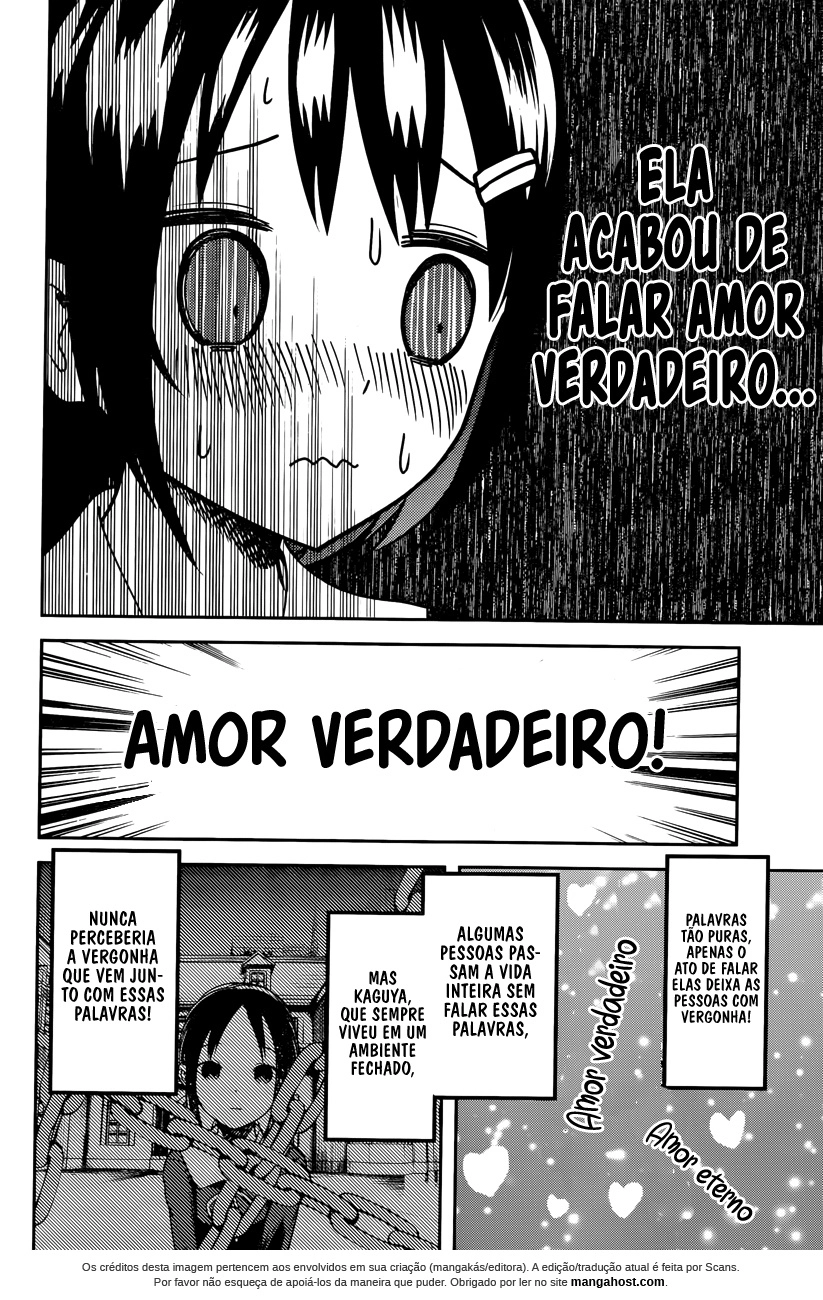 ELA
ACABOU DE
FALAR AMOR
VERDADEIRO...
AMOR VERDADEIRO!
PALAVRAS
TÃO PURAS,
APENAS O
ATO DE FALAR
ELAS DEIXA AS
PESSOAS COM
VERGONHA!
Amor verdadeiro
Amor eterno
ALGUMAS
PESSOAS PAS-
SAM A VIDA
INTEIRA SEM
FALAR ESSAS
PALAVRAS,
MAS
KAGUYA,
QUE SEMPRE
VIVEU EM UM
AMBIENTE
FECHADO,
NUNCA
PERCEBERIA
A VERGONHA
QUE VEM JUN-
TO COM ESSAS
PALAVRAS!
Os créditos desta imagem pertencem aos envolvidos em sua criação (mangakás/editora). A edição/tradução atual é feita por Scans.
Por favor não esqueça de apoiá-los da maneira que puder. Obrigado por ler no site mangahost.com.